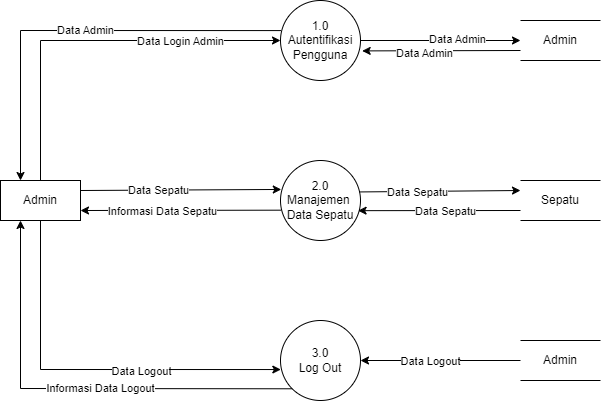 1.0
Autentifikasi
Pengguna
Data Admin
Data Login Admin
Data Admin
Data Admin
Admin
Admin
2.0
Manajemen
Data Sepatu
Data Sepatu
Informasi Data Sepatu
Data Sepatu
Data Sepatu
Sepatu
3.0
Log Out
Data Logout
Informasi Data Logout
Data Logout
Admin